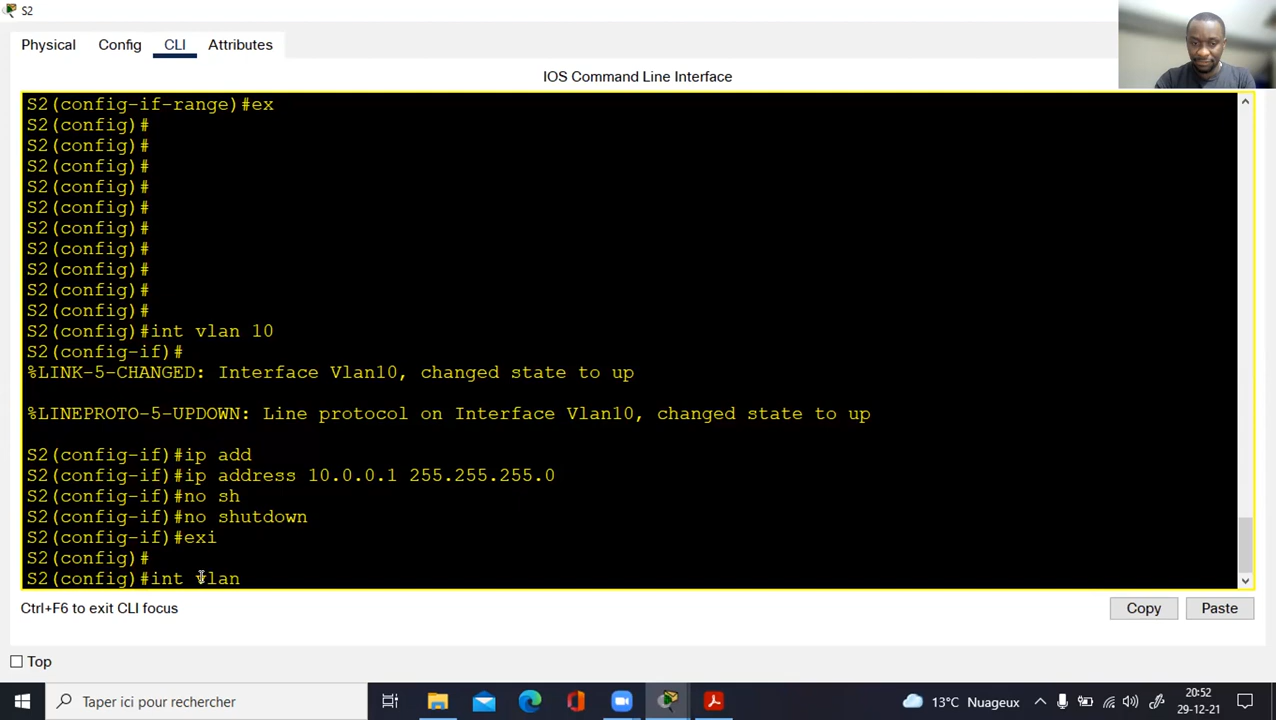 S2
Physical
Config
CLI
Attributes
IOS Command Line Interface
S2(config-if-range)#ex
S2(config)#
S2(config)#
S2(config)#
S2(config)#
S2(config)#
S2(config)#
S2(config)#
S2(config)#
S2(config)#
S2(config)#
S2(config)#int vlan 10
S2(config-if)#
%LINK-5-CHANGED: Interface Vlan10, changed state to up
%LINEPROTO-5-UPDOWN: Line protocol on Interface Vlan10, changed state to up
S2(config-if)#ip add
S2(config-if)#ip address 10.0.0.1 255.255.255.0
S2(config-if)#no sh
S2(config-if)#no shutdown
S2(config-if)#exi
S2(config)#
S2(config)#int vlan
Ctrl+F6 to exit CLI focus
Copy
Paste
Top
Taper ici pour rechercher
13°C Nuageux
20:52
29-12-21